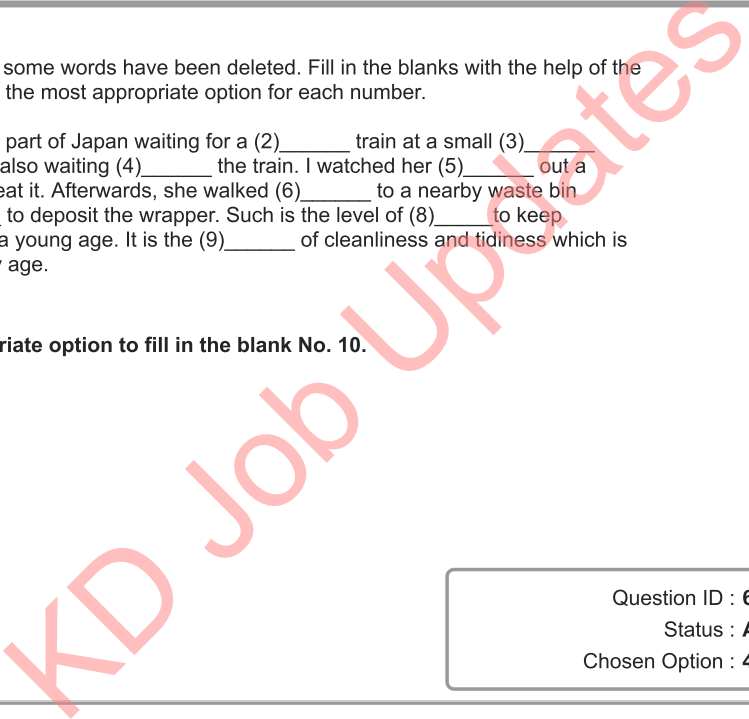 some words have been deleted. Fill in the blanks with the help of the
the most appropriate option for each number.
part of Japan waiting for a (2)______ train at a small (3)______
also waiting (4)______ the train. I watched her (5)______ out a
eat it. Afterwards, she walked (6)______ to a nearby waste bin
to deposit the wrapper. Such is the level of (8)_____to keep
a young age. It is the (9)______ of cleanliness and tidiness which is
age.
riate option to fill in the blank No. 10.
KD Job Updates
Question ID :
Status :
Chosen Option : 4